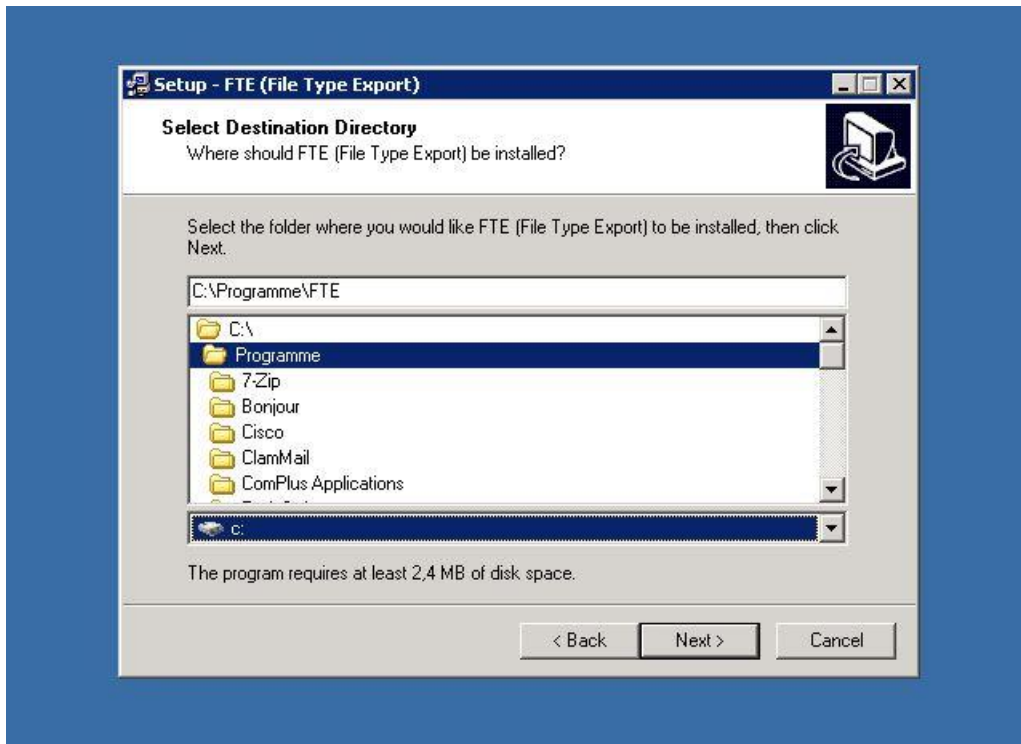 Setup - FTE (File Type Export)
Select Destination Directory
Where should FTE (File Type Export) be installed?
Select the folder where you would like FTE (File Type Export) to be installed, then click
Next.
C:\Programme\FTE
C:\
Programme
7-Zip
Bonjour
Cisco
ClamMail
ComPlus Applications
c:
The program requires at least 2,4 MB of disk space.
< Back
Next >
Cancel